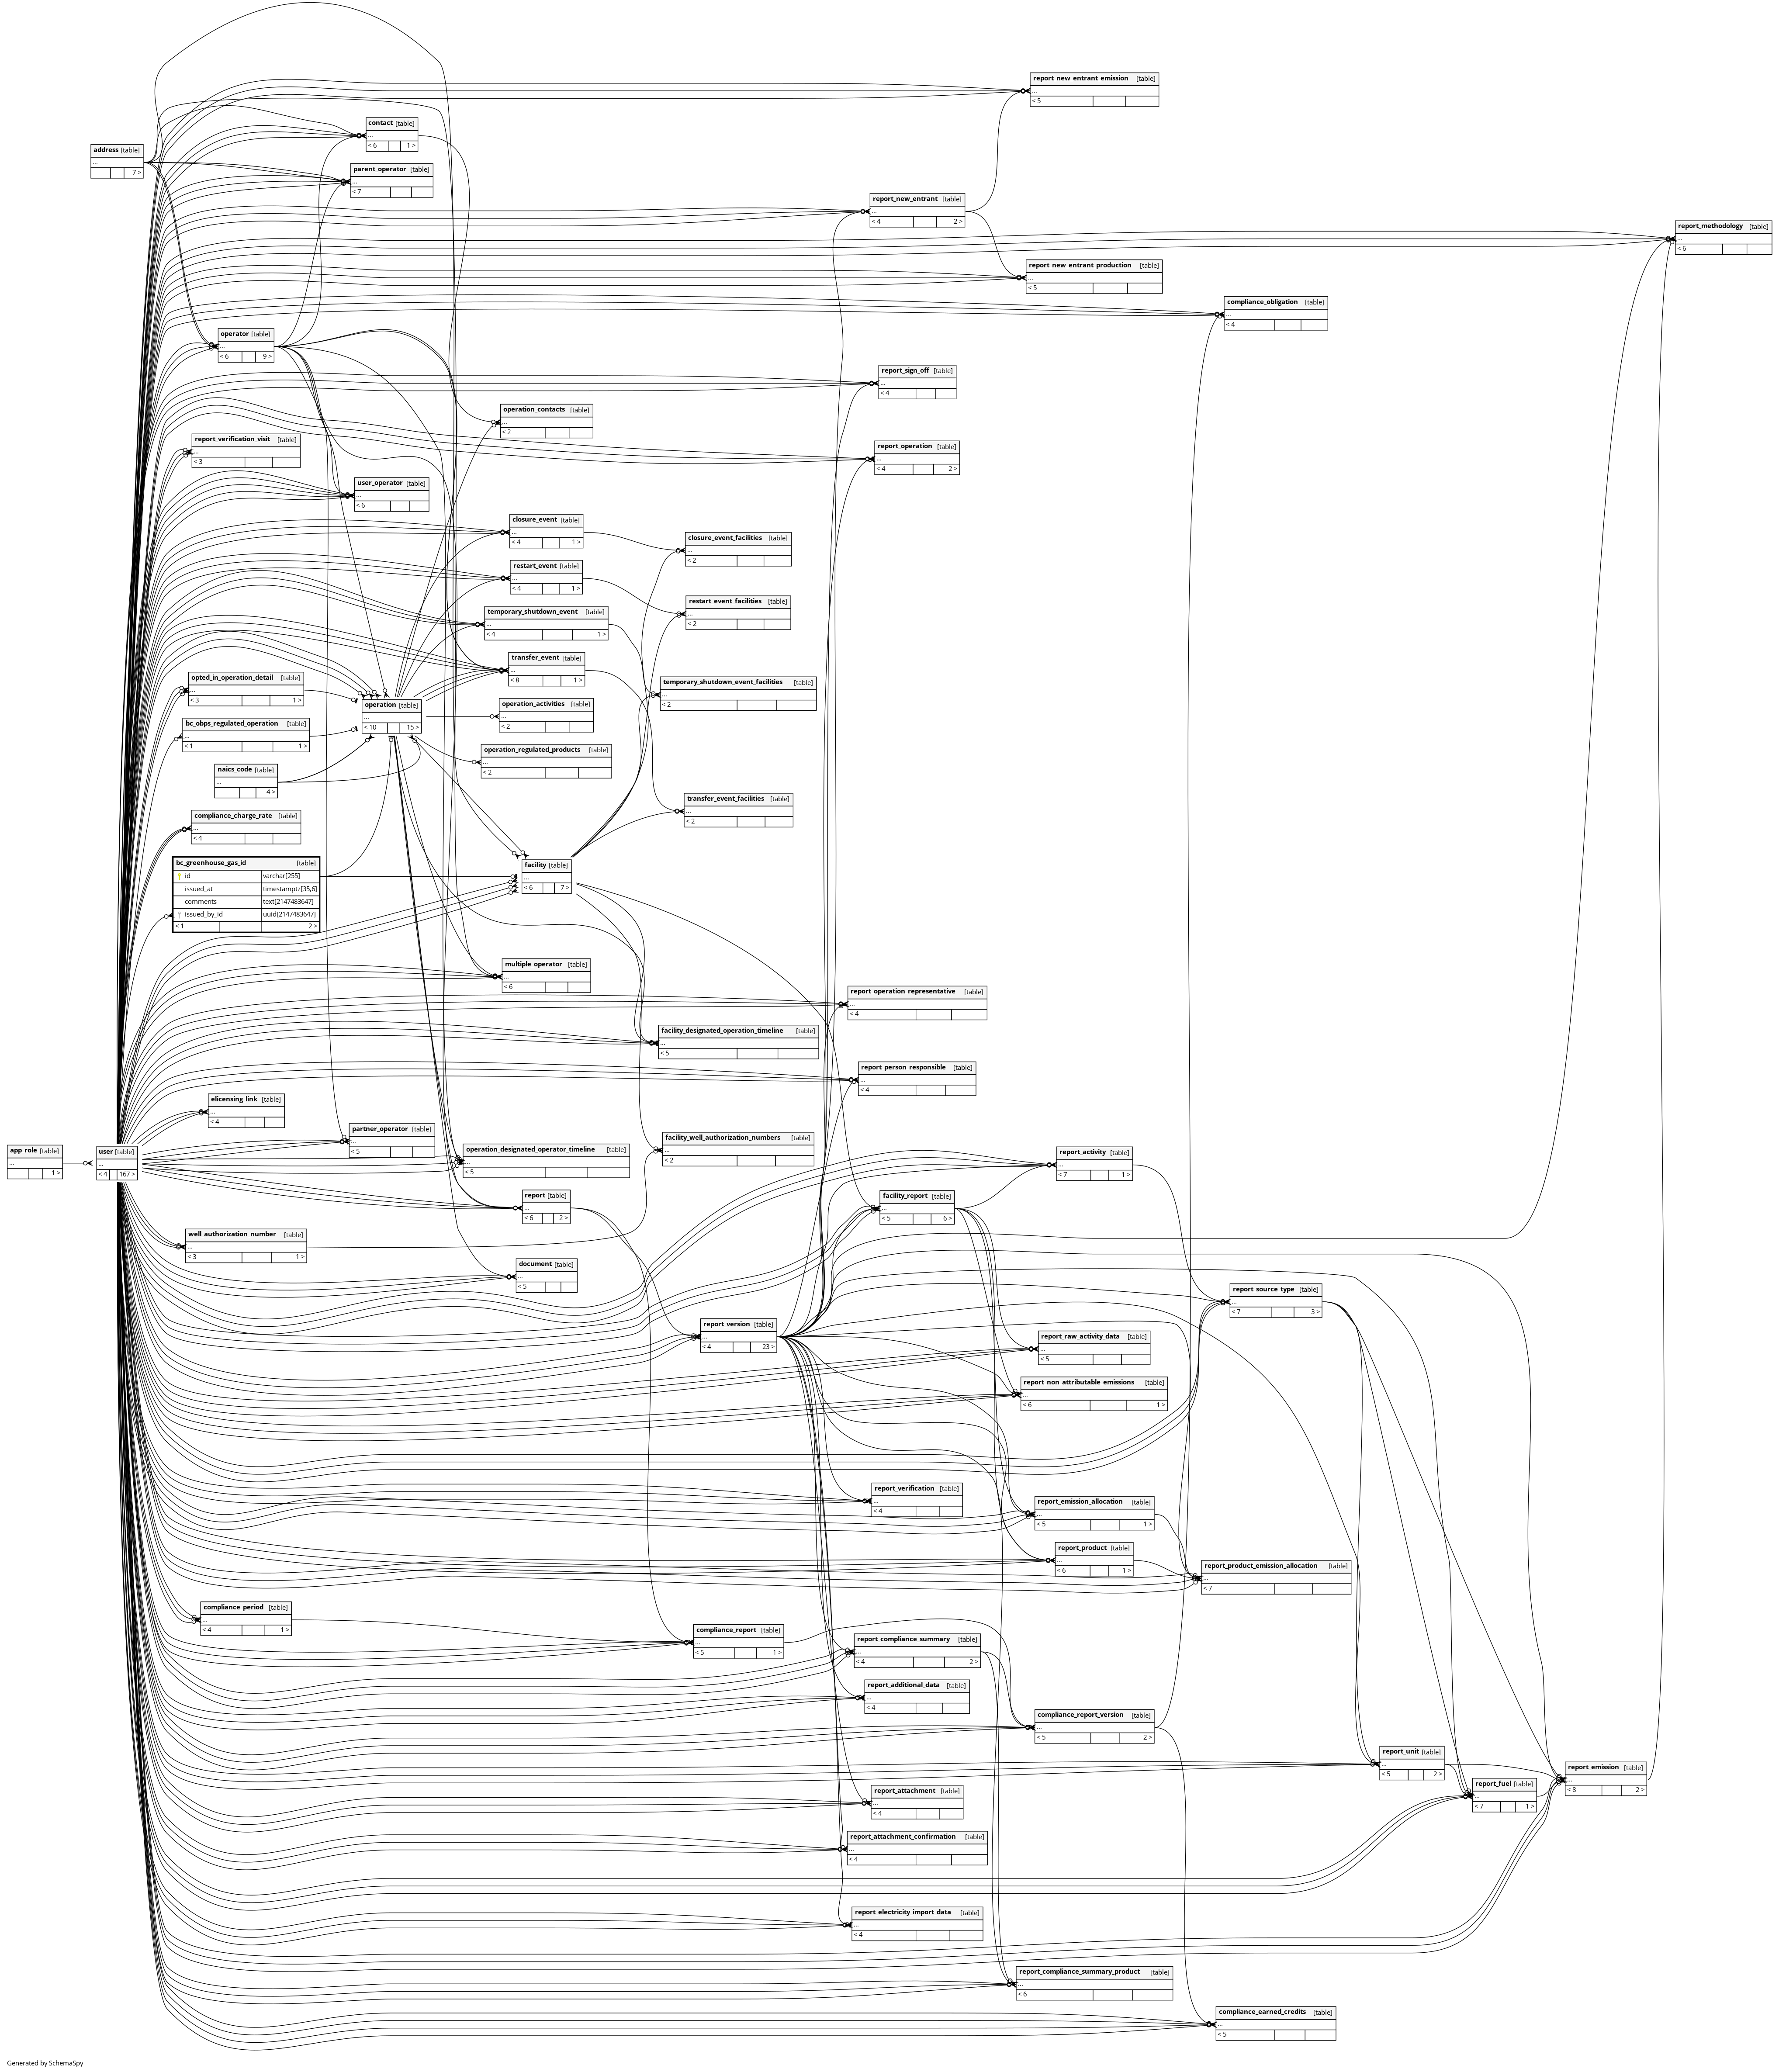 report_new_entrant_emission [table]
...
< 5
contact [table]
...
< 6 1 >
address [table]
...
7 >
parent_operator [table]
...
< 7
report_new_entrant [table]
...
< 4 2 >
report_methodology [table]
...
< 6
report_new_entrant_production [table]
...
< 5
compliance_obligation [table]
...
< 4
operator [table]
...
< 6 9 >
report_sign_off [table]
...
< 4
operation_contacts [table]
...
< 2
report_verification_visit [table]
...
< 3
report_operation [table]
...
< 4 2 >
user_operator [table]
...
< 6
closure_event [table]
...
< 4 1 >
closure_event_facilities [table]
...
< 2
restart_event [table]
...
< 4 1 >
restart_event_facilities [table]
...
< 2
temporary_shutdown_event [table]
...
< 4 1 >
transfer_event [table]
...
< 8 1 >
opted_in_operation_detail [table]
...
< 3 1 >
temporary_shutdown_event_facilities [table]
...
< 2
operation [table]
...
< 10 15 >
operation_activities [table]
...
< 2
bc_obps_regulated_operation [table]
...
< 1 1 >
operation_regulated_products [table]
...
< 2
naics_code [table]
...
4 >
transfer_event_facilities [table]
...
< 2
compliance_charge_rate [table]
...
< 4
bc_greenhouse_gas_id [table]
id varchar[255]
issued_at timestamptz[35,6]
comments text[2147483647]
issued_by_id uuid[2147483647]
< 1 2 >
facility [table]
...
< 6 7 >
multiple_operator [table]
...
< 6
report_operation_representative [table]
...
< 4
facility_designated_operation_timeline [table]
...
< 5
report_person_responsible [table]
...
< 4
elicensing_link [table]
...
< 4
partner_operator [table]
...
< 5
facility_well_authorization_numbers [table]
...
< 2
app_role [table]
...
1 >
user [table]
...
< 4 167 >
operation_designated_operator_timeline [table]
...
< 5
report_activity [table]
...
< 7 1 >
report [table]
...
< 6 2 >
facility_report [table]
...
< 5 6 >
well_authorization_number [table]
...
< 3 1 >
document [table]
...
< 5
report_source_type [table]
...
< 7 3 >
report_version [table]
...
< 4 23 >
report_raw_activity_data [table]
...
< 5
report_non_attributable_emissions [table]
...
< 6 1 >
report_verification [table]
...
< 4
report_emission_allocation [table]
...
< 5 1 >
report_product [table]
...
< 6 1 >
report_product_emission_allocation [table]
...
< 7
compliance_period [table]
...
< 4 1 >
compliance_report [table]
...
< 5 1 >
report_compliance_summary [table]
...
< 4 2 >
report_additional_data [table]
...
< 4
compliance_report_version [table]
...
< 5 2 >
report_unit [table]
...
< 5 2 >
report_emission [table]
...
< 8 2 >
report_fuel [table]
...
< 7 1 >
report_attachment [table]
...
< 4
report_attachment_confirmation [table]
...
< 4
report_electricity_import_data [table]
...
< 4
report_compliance_summary_product [table]
...
< 6
compliance_earned_credits [table]
...
< 5
Generated by SchemaSpy